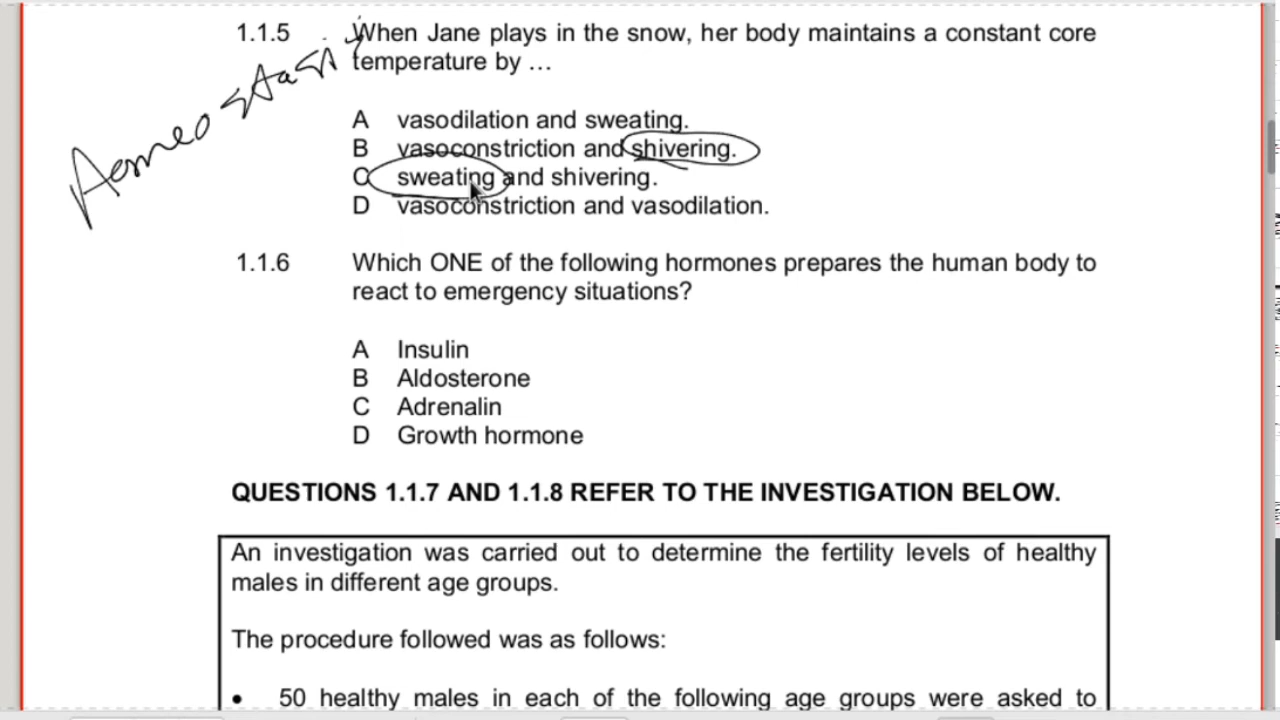 1.1.5 When Jane plays in the snow, her body maintains a constant core
temperature by ...
Homeostasis
A vasodilation and sweating.
B vasoconstriction and shivering.
C sweating and shivering.
D vasoconstriction and vasodilation.
1.1.6 Which ONE of the following hormones prepares the human body to
react to emergency situations?
A Insulin
B Aldosterone
C Adrenalin
D Growth hormone
QUESTIONS 1.1.7 AND 1.1.8 REFER TO THE INVESTIGATION BELOW.
An investigation was carried out to determine the fertility levels of healthy
males in different age groups.
The procedure followed was as follows:
• 50 healthy males in each of the following age groups were asked to